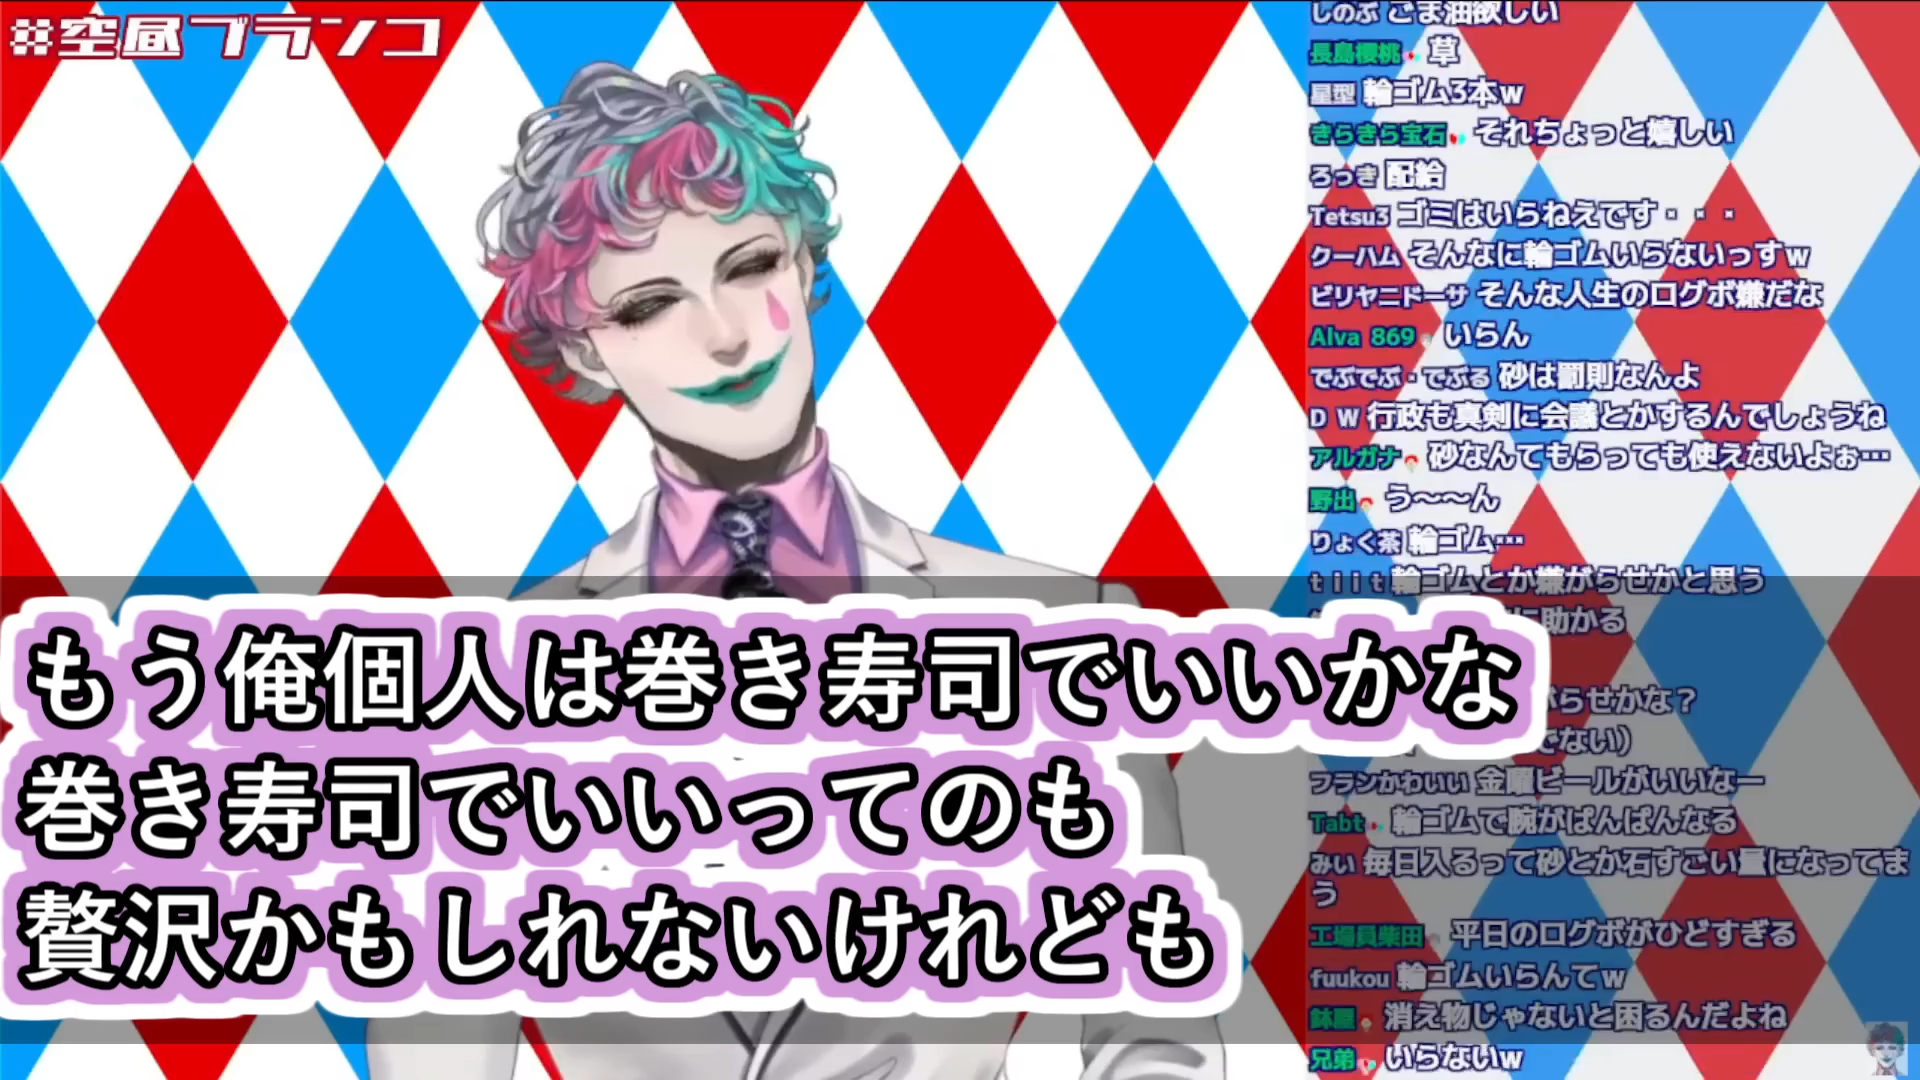 #空昼ブランコ
もう俺個人は巻き寿司でいいかな
巻き寿司でいいってのも
贅沢かもしれないけれども
しのぶ ごま油欲しい
長島櫻桃 草
星型 輪ゴム3本w
きらきら宝石 それちょっと嬉しい
ろっき 配給
Tetsu3 ゴミはいらねえです・・・
クーハム そんなに輪ゴムいらないっすw
ビリヤニドーサ そんな人生のログボ嫌だな
Alva 869 いらん
でぶでぶ・でぶる 砂は罰則なんよ
D W 行政も真剣に会議とかするんでしょうね
アルガナ 砂なんてもらっても使えないよぉ…
野出 う〜〜〜ん
りょく茶 輪ゴム…
tiit 輪ゴムとか嫌がらせかと思う
に助かる
がらせかな？
でない）
フランかわいい 金曜ビールがいいなー
Tabt 輪ゴムで腕がぱんぱんなる
みい 毎日入るって砂とか石すごい量になってま
う
工場員柴田 平日のログボがひどすぎる
fuukou 輪ゴムいらんてw
鉢屋 消え物じゃないと困るんだよね
兄弟 いらないw